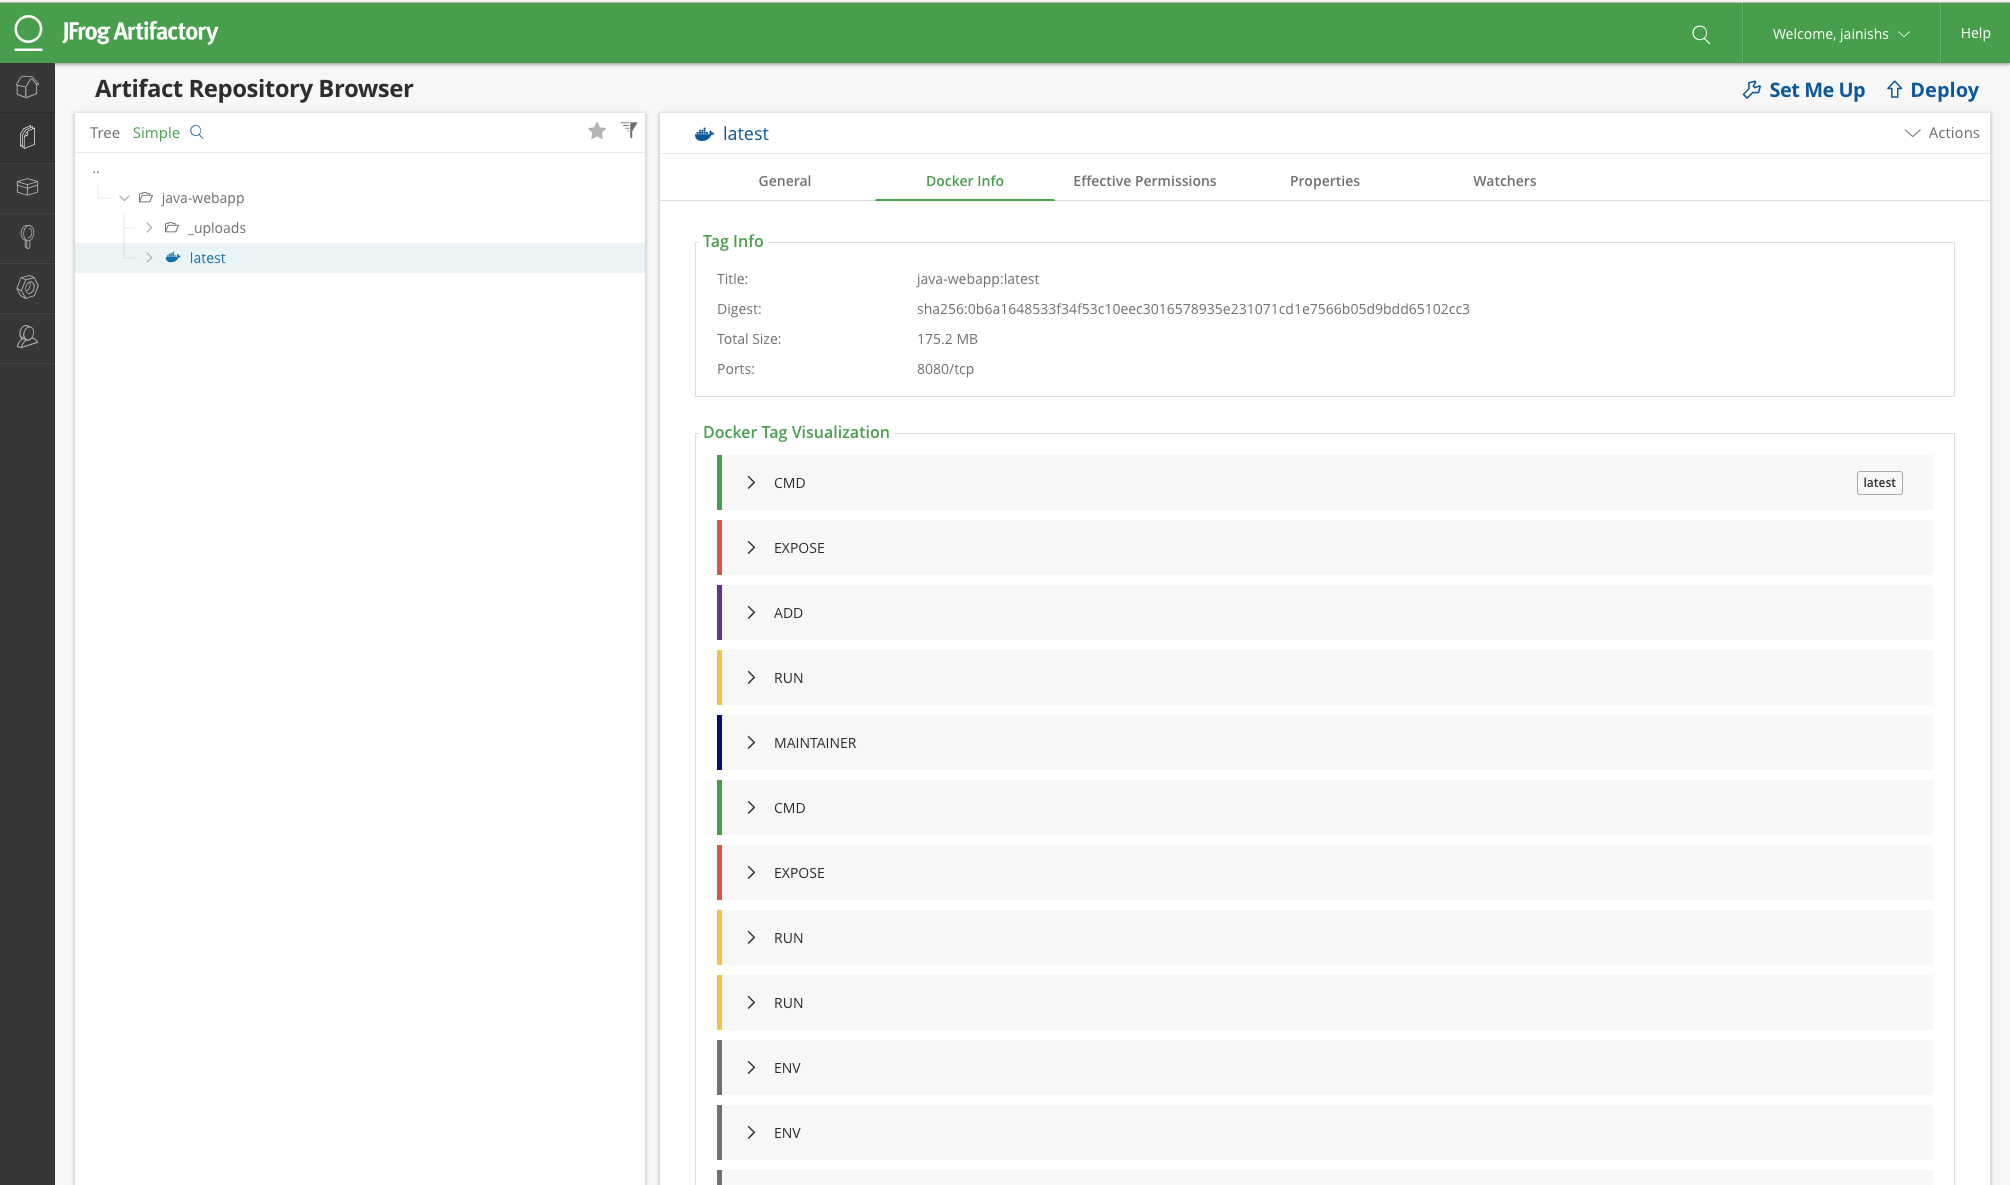 JFrog Artifactory
Welcome, jainishs
Help
Artifact Repository Browser
Set Me Up
Deploy
Tree Simple
..
java-webapp
_uploads
latest
latest
Actions
General
Docker Info
Effective Permissions
Properties
Watchers
Tag Info
Title: java-webapp:latest
Digest: sha256:0b6a1648533f34f53c10eec3016578935e231071cd1e7566b05d9bdd65102cc3
Total Size: 175.2 MB
Ports: 8080/tcp
Docker Tag Visualization
CMD latest
EXPOSE
ADD
RUN
MAINTAINER
CMD
EXPOSE
RUN
RUN
ENV
ENV